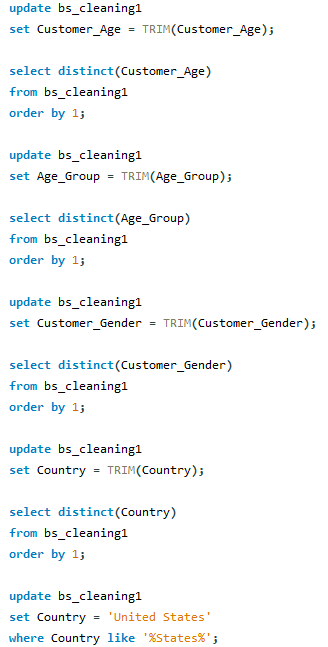 update bs_cleaning1
set Customer_Age = TRIM(Customer_Age);
select distinct(Customer_Age)
from bs_cleaning1
order by 1;
update bs_cleaning1
set Age_Group = TRIM(Age_Group);
select distinct(Age_Group)
from bs_cleaning1
order by 1;
update bs_cleaning1
set Customer_Gender = TRIM(Customer_Gender);
select distinct(Customer_Gender)
from bs_cleaning1
order by 1;
update bs_cleaning1
set Country = TRIM(Country);
select distinct(Country)
from bs_cleaning1
order by 1;
update bs_cleaning1
set Country = 'United States'
where Country like '%States%';